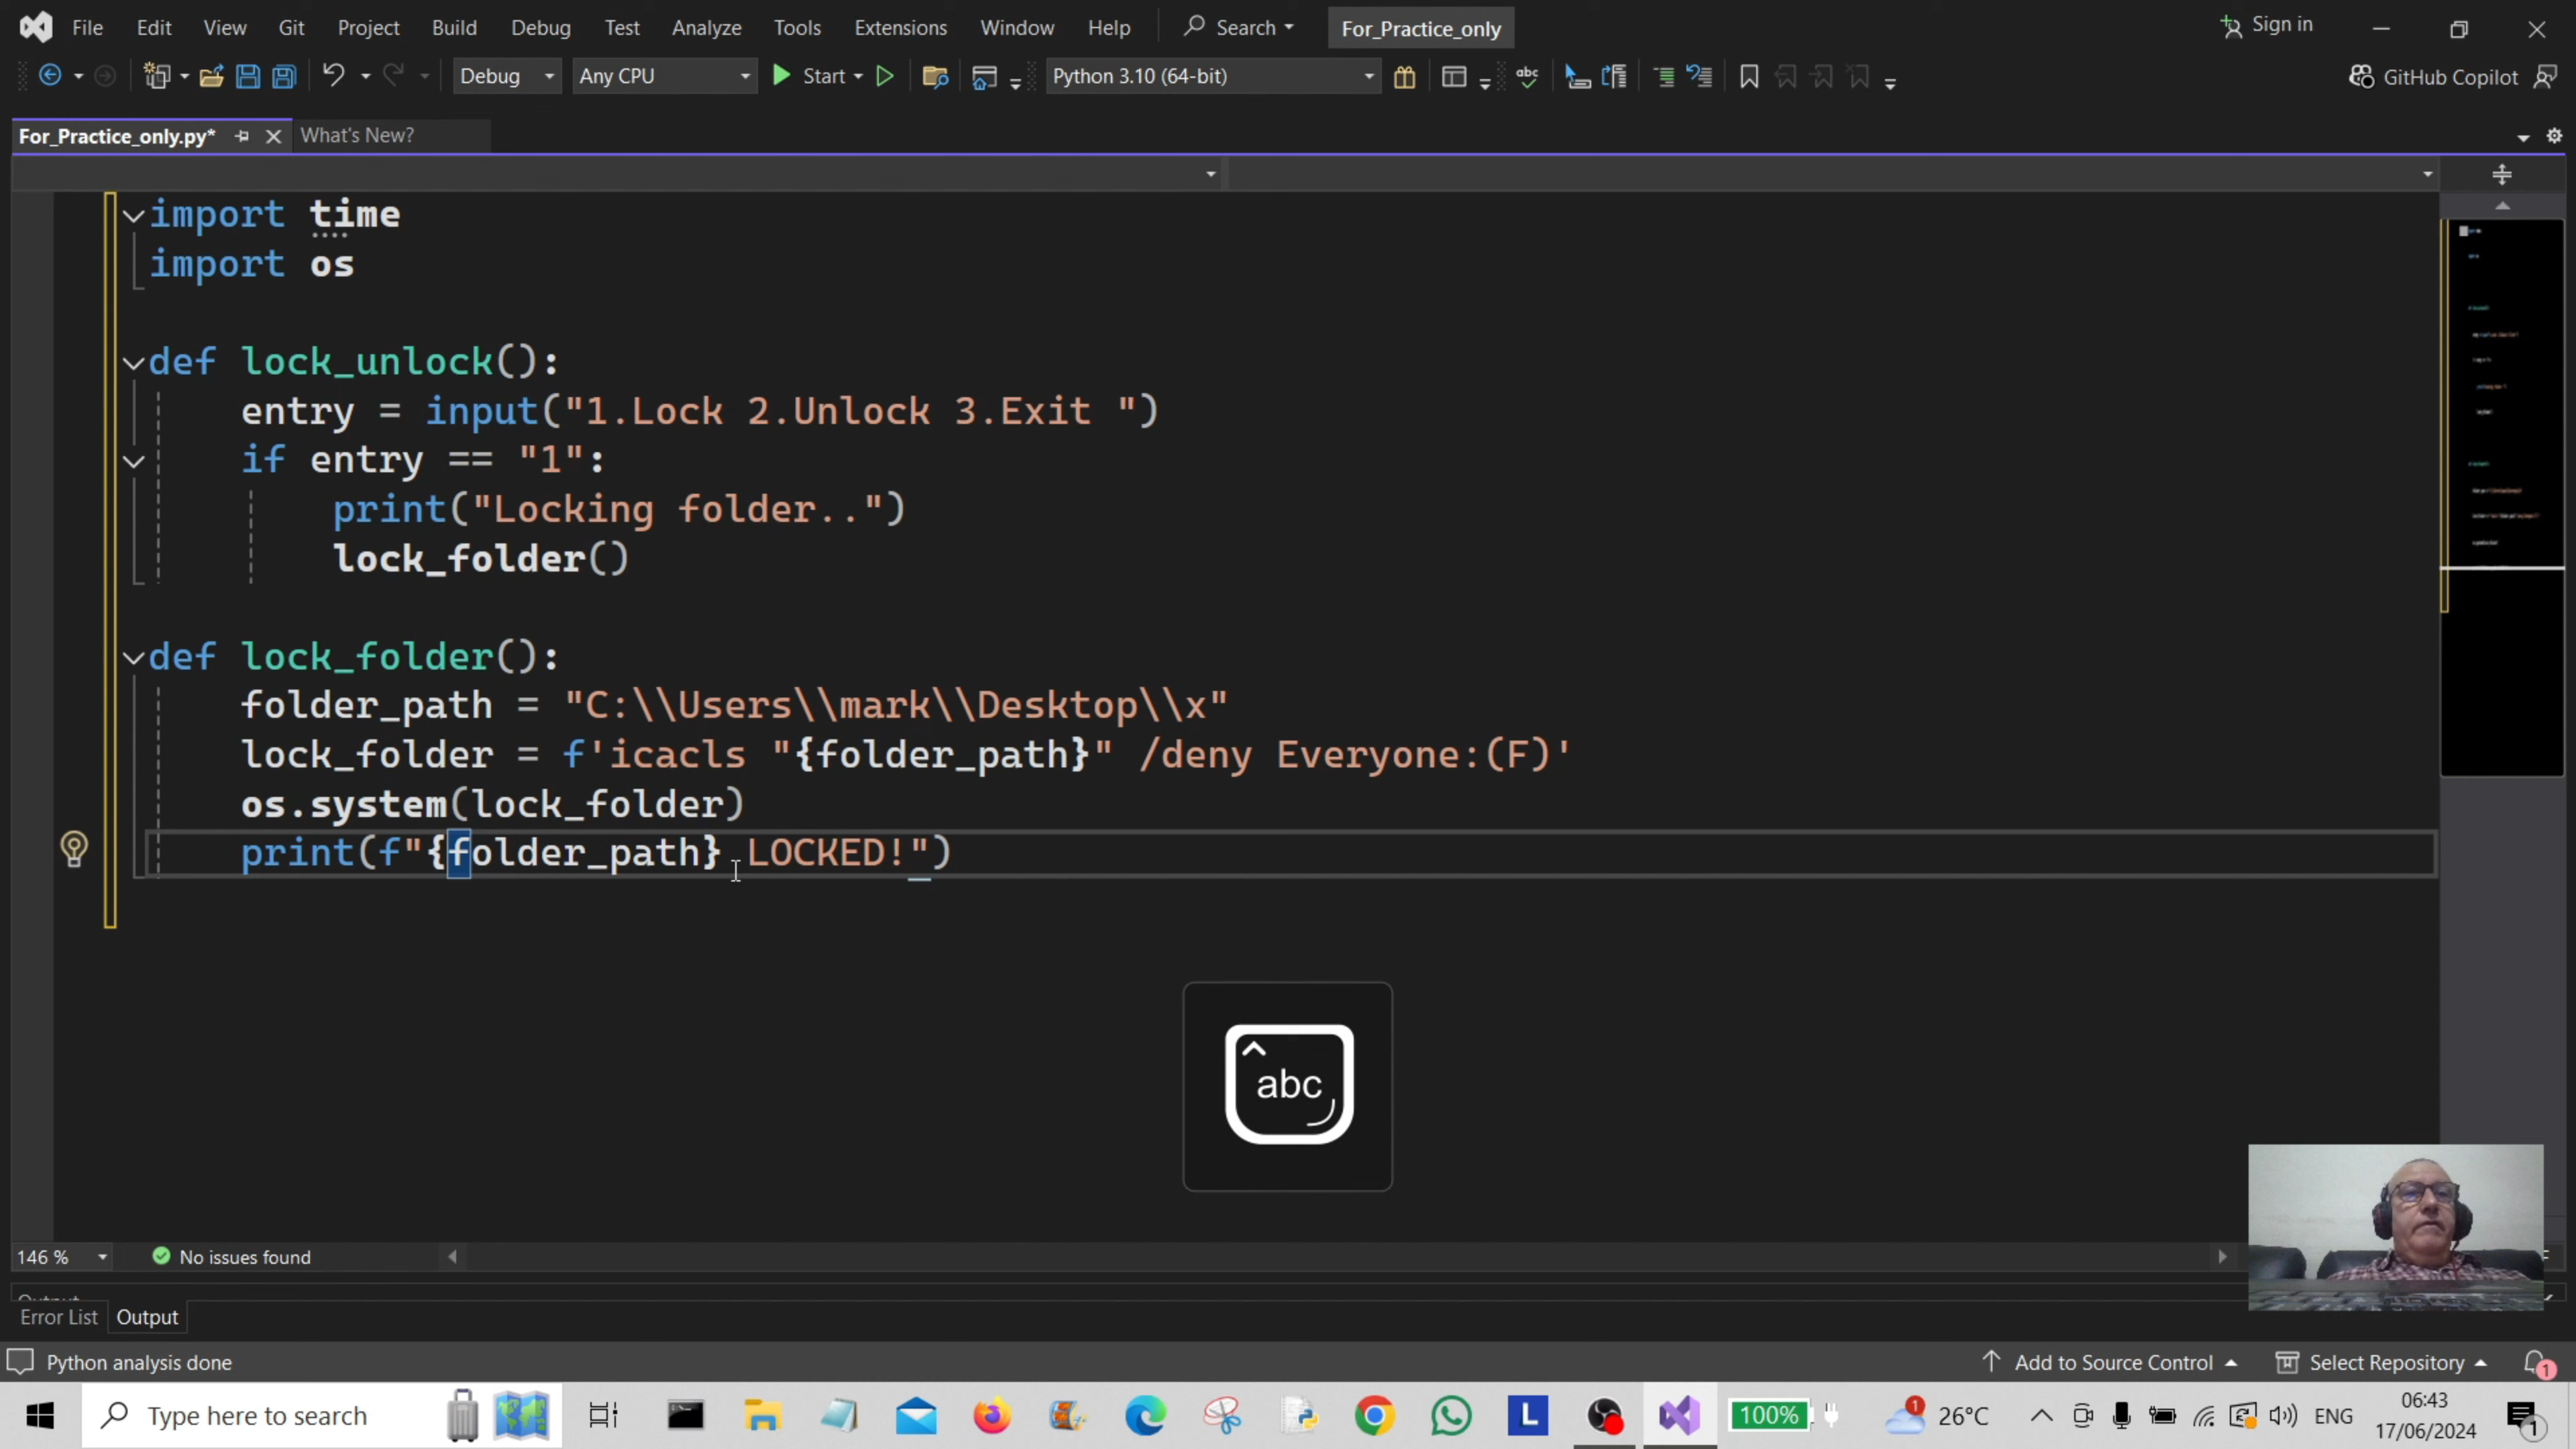 File Edit View Git Project Build Debug Test Analyze Tools Extensions Window Help Search For_Practice_only Sign in
Debug Any CPU Start Python 3.10 (64-bit) abc GitHub Copilot
For_Practice_only.py* What's New?
import time
import os
def lock_unlock():
entry = input("1.Lock 2.Unlock 3.Exit ")
if entry == "1":
print("Locking folder..")
lock_folder()
def lock_folder():
folder_path = "C:\\Users\\mark\\Desktop\\x"
lock_folder = f'icacls "{folder_path}" /deny Everyone:(F)'
os.system(lock_folder)
print(f"{folder_path} LOCKED!")
abc
146 % No issues found
Output
Error List Output
Python analysis done Add to Source Control Select Repository 1
Type here to search L 100% 1 26°C ENG 06:43
17/06/2024 1